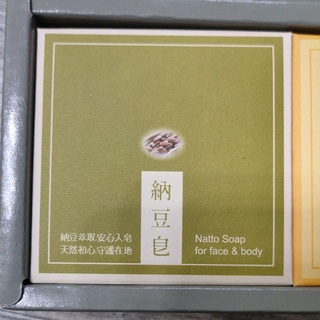 納豆皂
納豆萃取.安心入皂
天然初心.守護在地
Natto Soap
for face & body